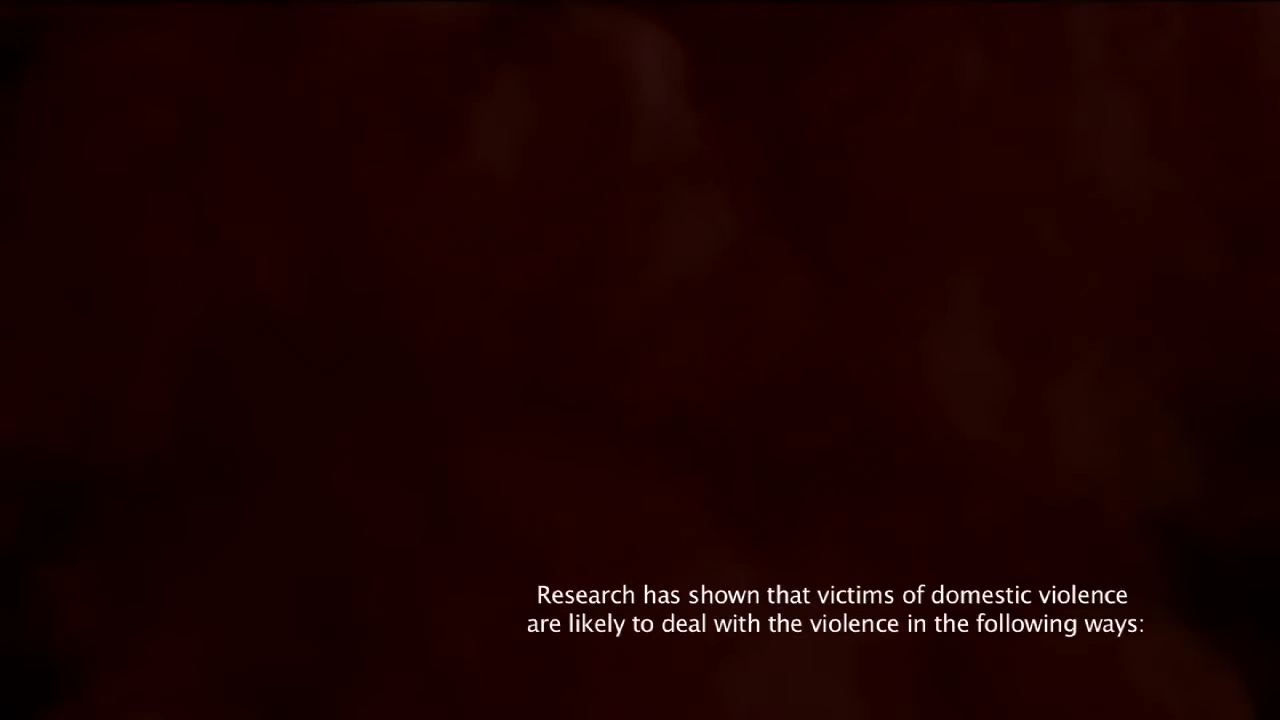 Research has shown that victims of domestic violence
are likely to deal with the violence in the following ways: